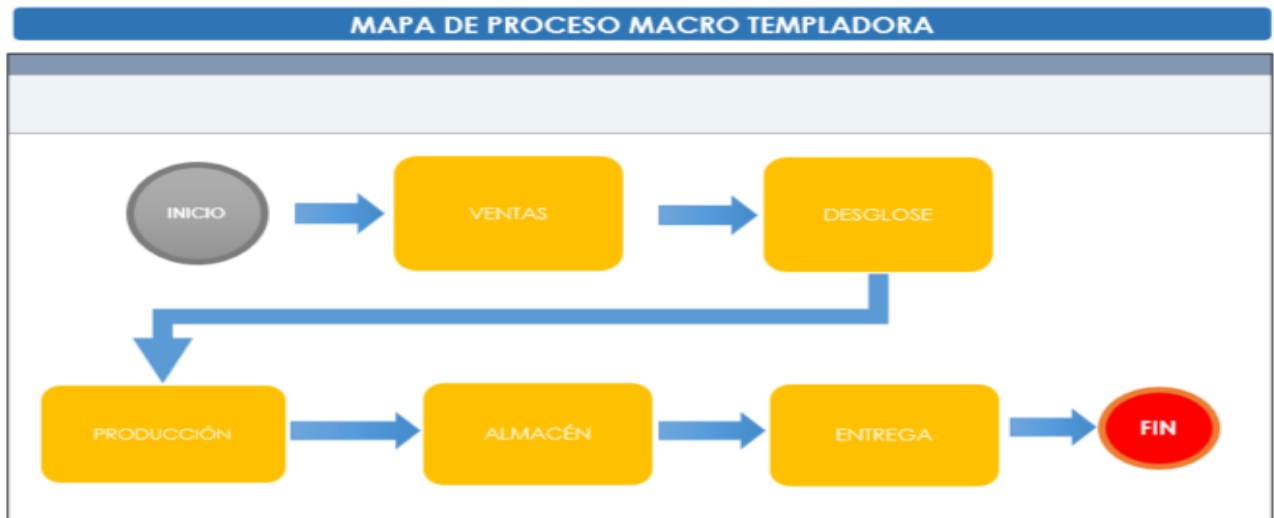 MAPA DE PROCESO MACRO TEMPLADORA
INICIO
VENTAS
DESGLOSE
PRODUCCIÓN
ALMACÉN
ENTREGA
FIN